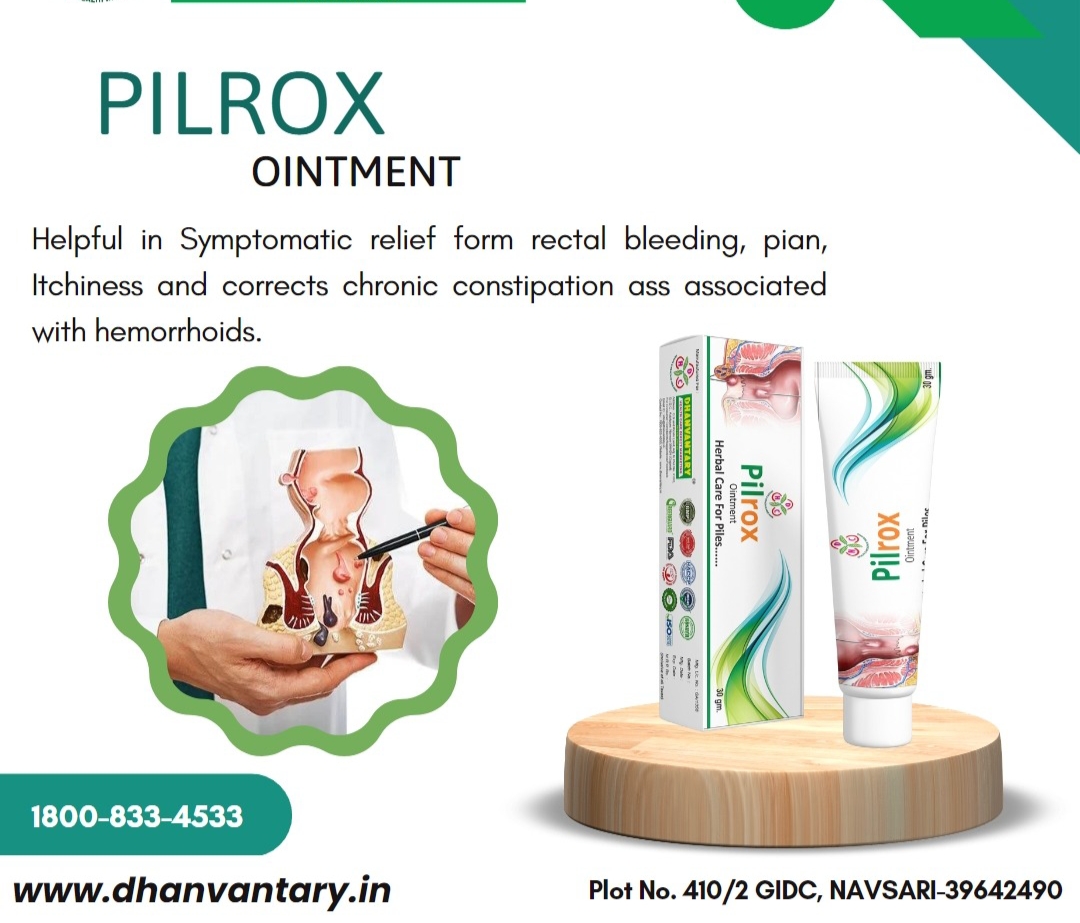 PILROX
OINTMENT
Helpful in Symptomatic relief form rectal bleeding, pian,
Itchiness and corrects chronic constipation ass associated
with hemorrhoids.
DHANVANTARY
Pilrox
Ointment
Herbal Care For Piles......
30 gm.
30 gm.
Pilrox
Ointment
1800-833-4533
www.dhanvantary.in
Plot No. 410/2 GIDC, NAVSARI-39642490